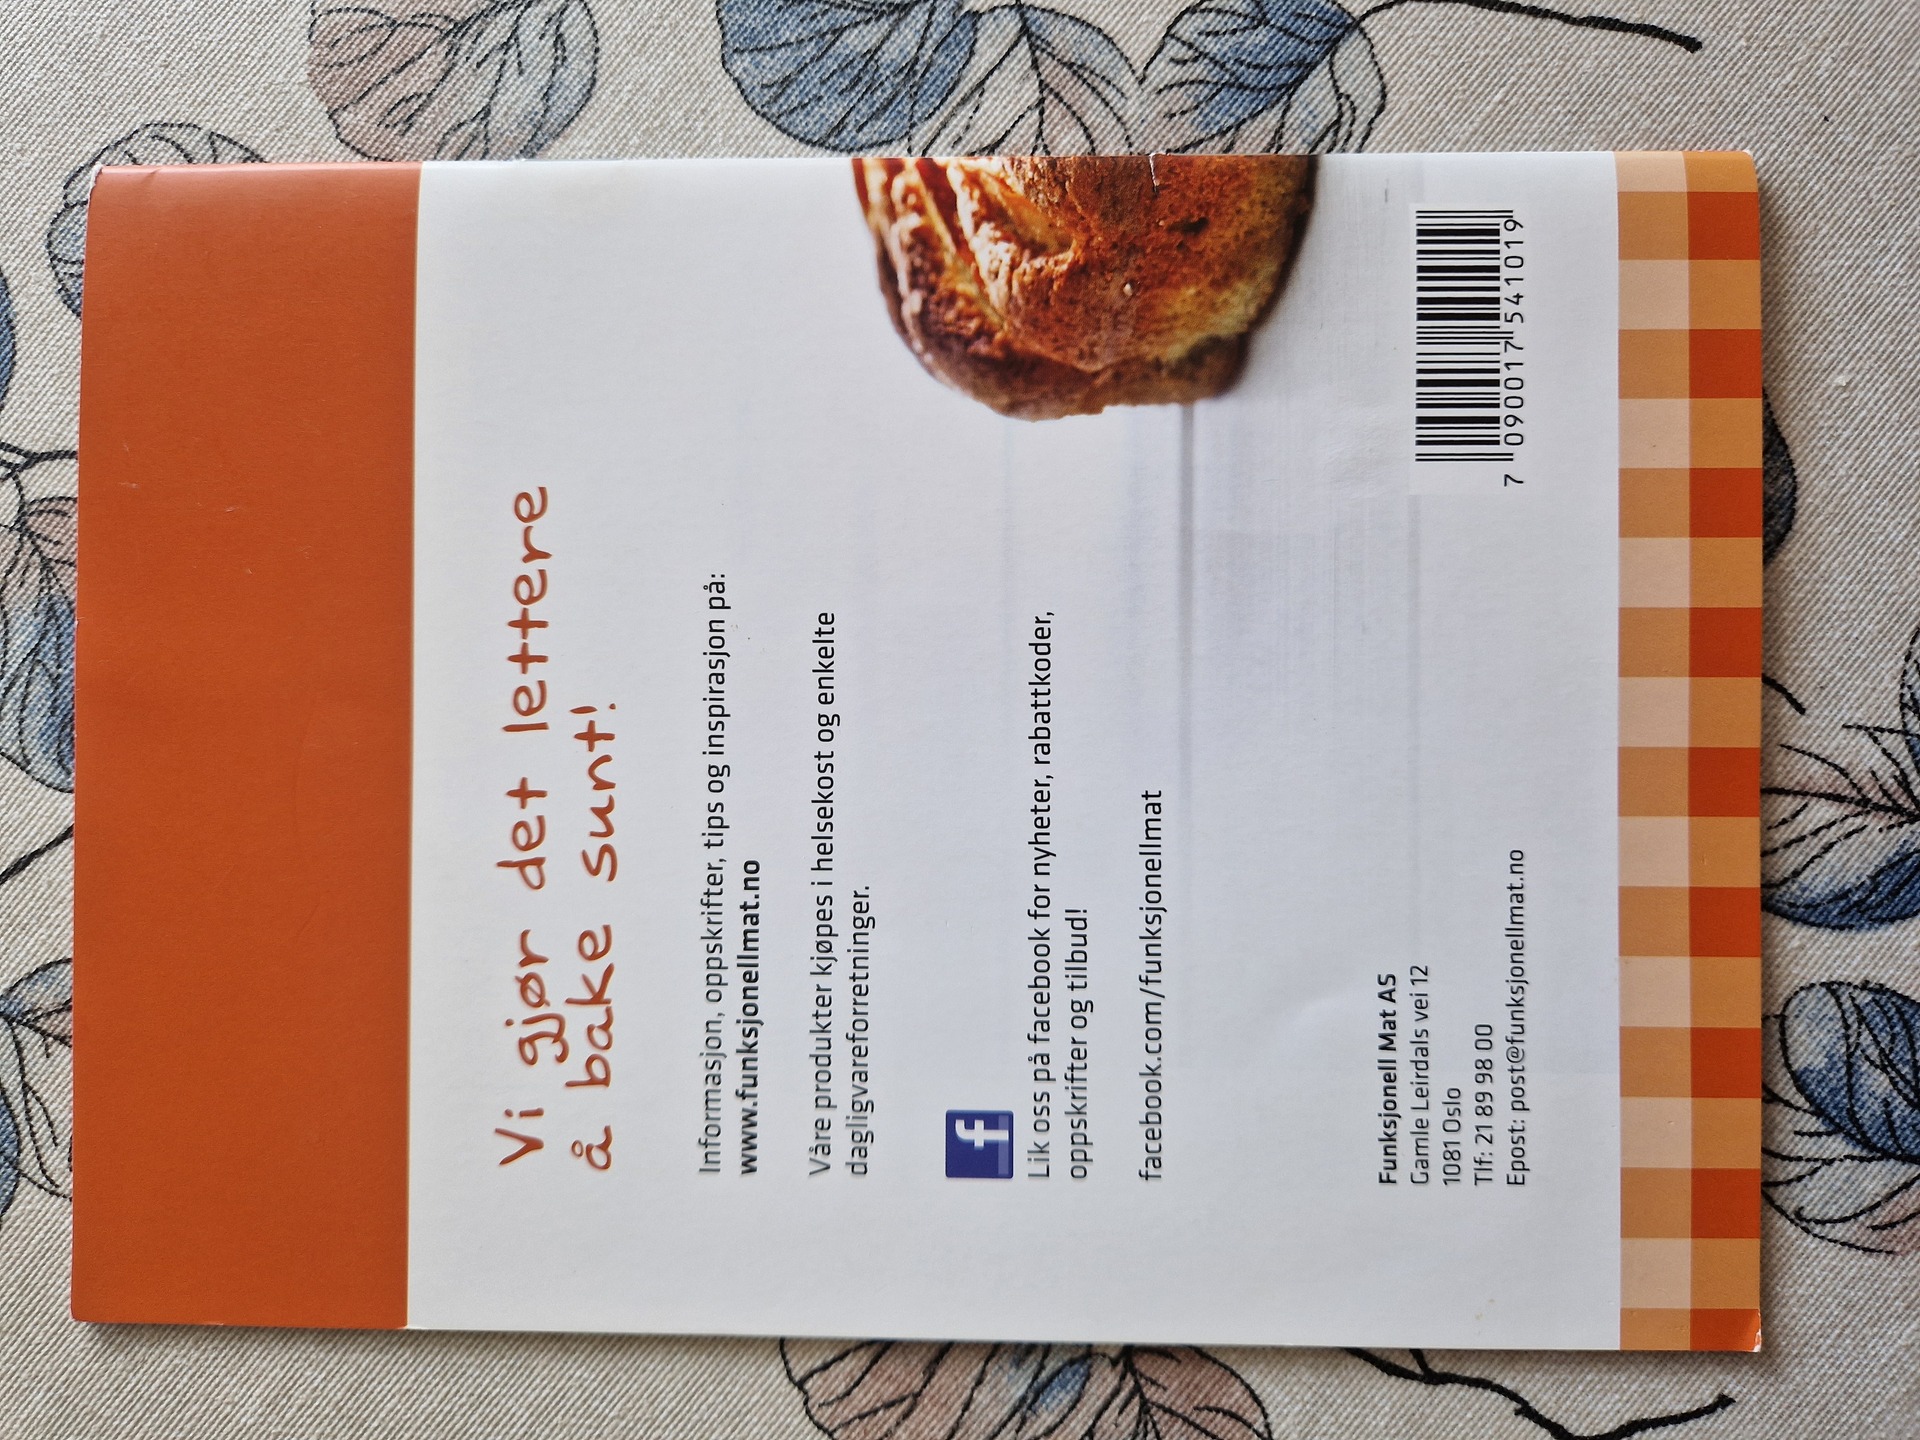 Vi gjør det lettere
å bake sunt!
Informasjon, oppskrifter, tips og inspirasjon på:
www.funksjonellmat.no
Våre produkter kjøpes i helsekost og enkelte
dagligvareforretninger.
f
Lik oss på facebook for nyheter, rabattkoder,
oppskrifter og tilbud!
facebook.com/funksjonellmat
Funksjonell Mat AS
Gamle Leirdals vei 12
1081 Oslo
Tlf: 21 89 98 00
Epost: post@funksjonellmat.no
7 090017 541019